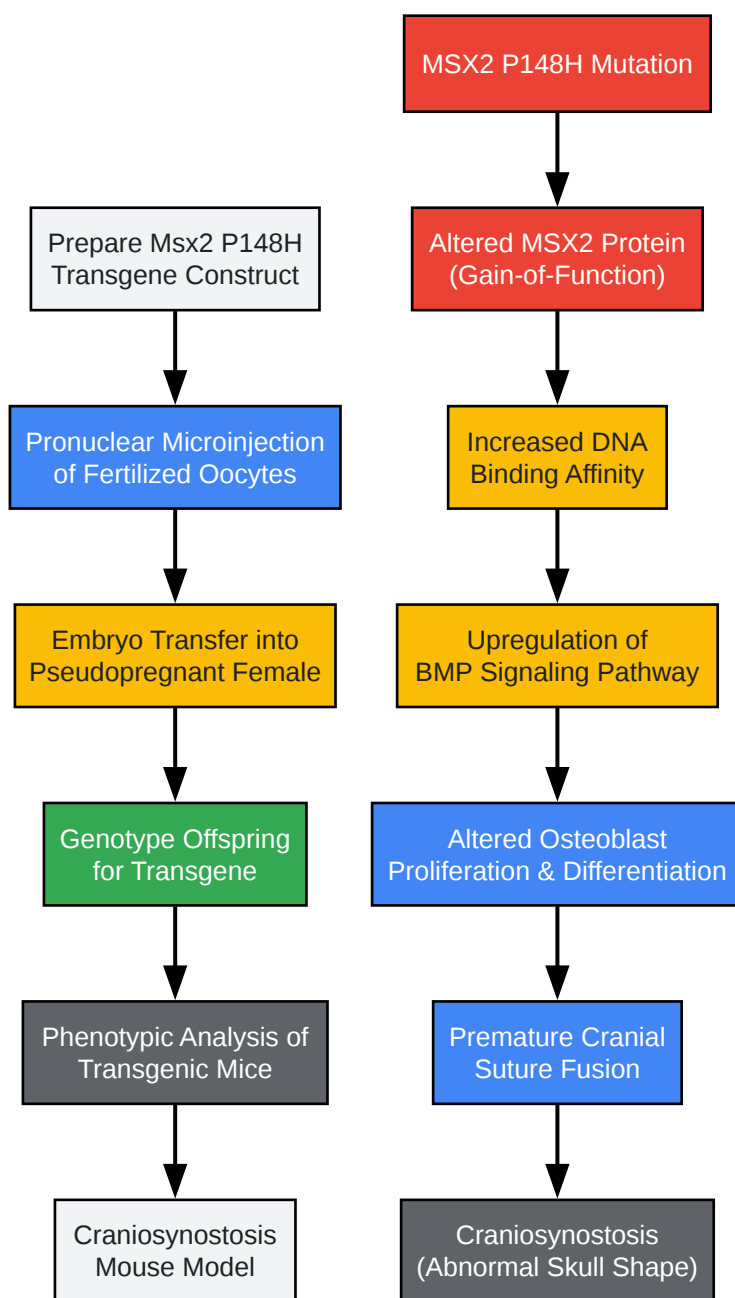 MSX2 P148H Mutation
Prepare Msx2 P148H
Transgene Construct
Altered MSX2 Protein
(Gain-of-Function)
Pronuclear Microinjection
of Fertilized Oocytes
Increased DNA
Binding Affinity
Embryo Transfer into
Pseudopregnant Female
Upregulation of
BMP Signaling Pathway
Genotype Offspring
for Transgene
Altered Osteoblast
Proliferation & Differentiation
Phenotypic Analysis of
Transgenic Mice
Premature Cranial
Suture Fusion
Craniosynostosis
Mouse Model
Craniosynostosis
(Abnormal Skull Shape)